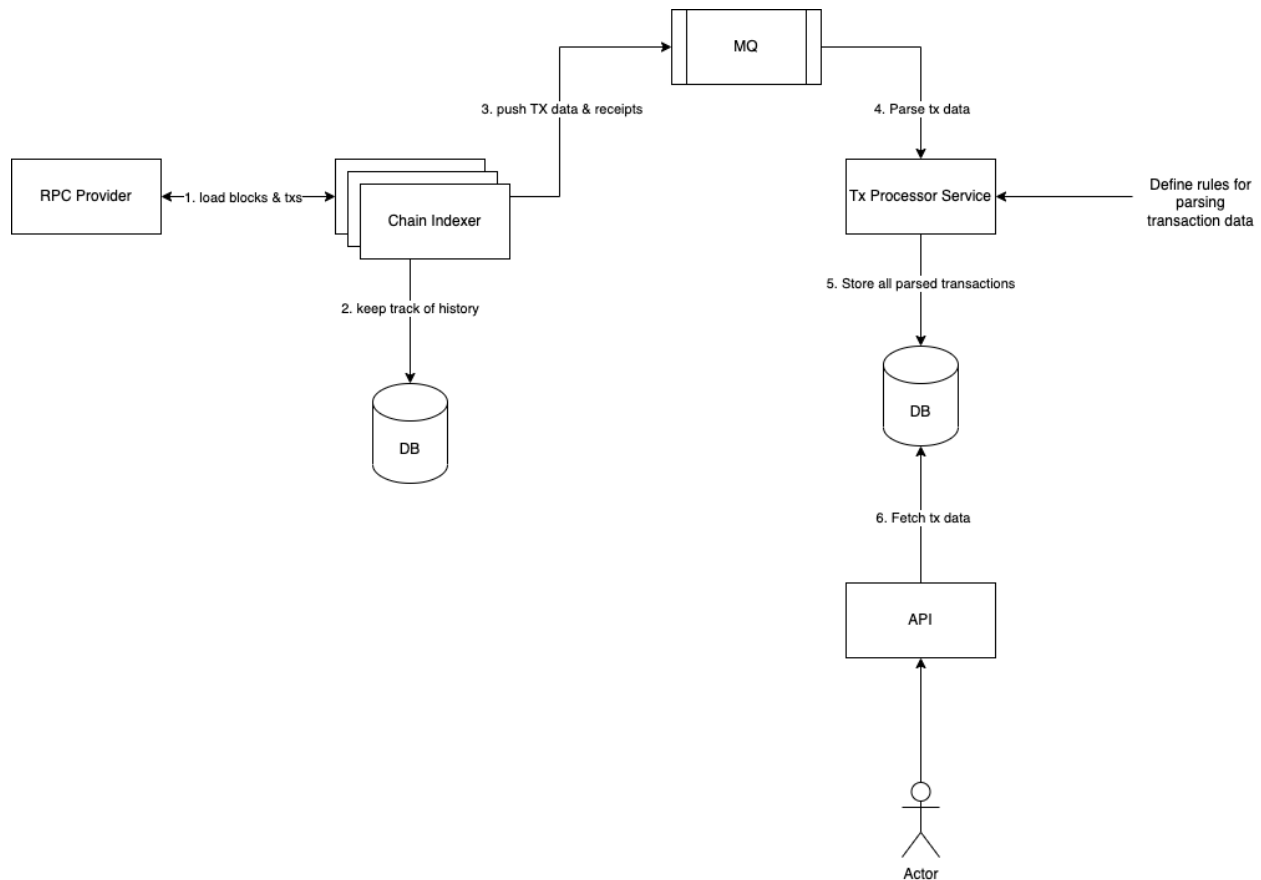 MQ
3. push TX data & receipts
4. Parse tx data
RPC Provider
1. load blocks & txs
Chain Indexer
Tx Processor Service
Define rules for
parsing
transaction data
2. keep track of history
5. Store all parsed transactions
DB
DB
6. Fetch tx data
API
Actor